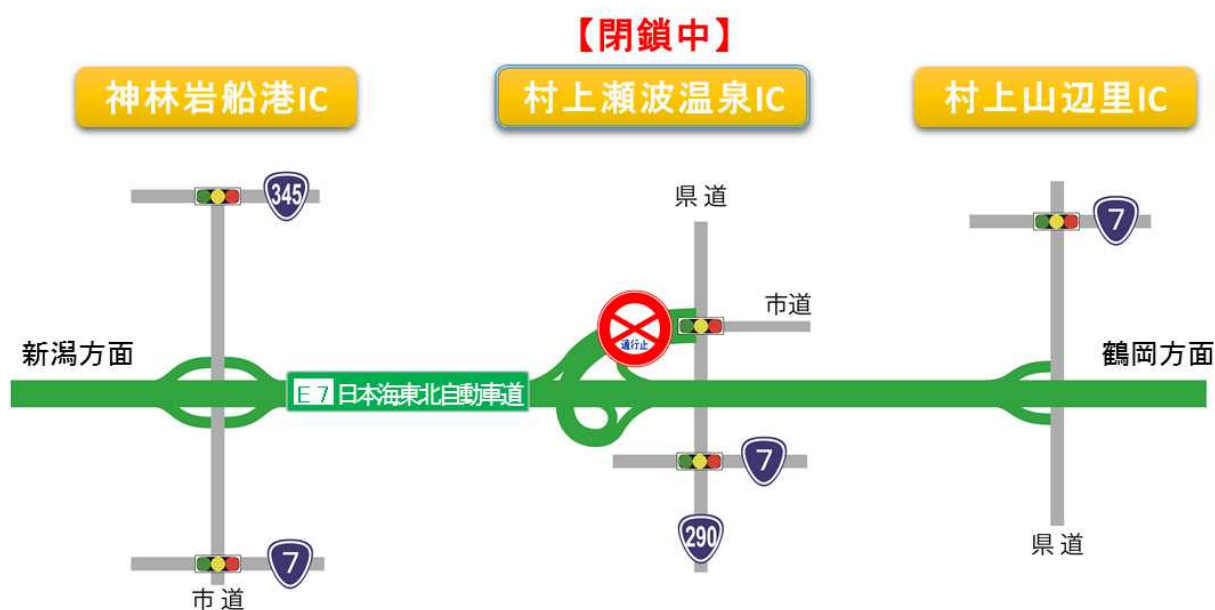 【閉鎖中】
神林岩船港IC
村上瀬波温泉IC
村上山辺里IC
345
県道
7
市道
通行止
新潟方面
鶴岡方面
E7 日本海東北自動車道
7
290
県道
7
市道